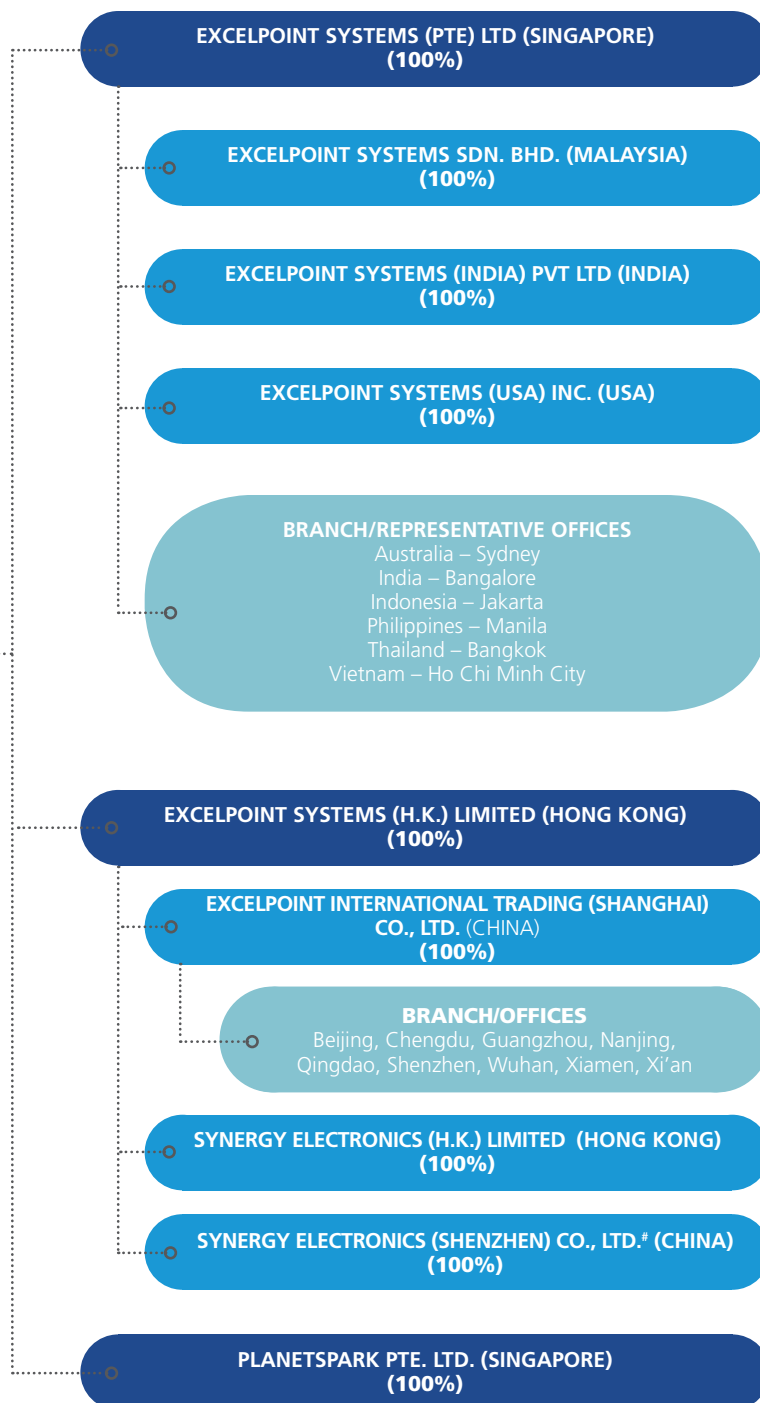 EXCELPOINT SYSTEMS (PTE) LTD (SINGAPORE)
(100%)
EXCELPOINT SYSTEMS SDN. BHD. (MALAYSIA)
(100%)
EXCELPOINT SYSTEMS (INDIA) PVT LTD (INDIA)
(100%)
EXCELPOINT SYSTEMS (USA) INC. (USA)
(100%)
BRANCH/REPRESENTATIVE OFFICES
Australia – Sydney
India – Bangalore
Indonesia – Jakarta
Philippines – Manila
Thailand – Bangkok
Vietnam – Ho Chi Minh City
EXCELPOINT SYSTEMS (H.K.) LIMITED (HONG KONG)
(100%)
EXCELPOINT INTERNATIONAL TRADING (SHANGHAI)
CO., LTD. (CHINA)
(100%)
BRANCH/OFFICES
Beijing, Chengdu, Guangzhou, Nanjing,
Qingdao, Shenzhen, Wuhan, Xiamen, Xi’an
SYNERGY ELECTRONICS (H.K.) LIMITED (HONG KONG)
(100%)
SYNERGY ELECTRONICS (SHENZHEN) CO., LTD.# (CHINA)
(100%)
PLANETSPARK PTE. LTD. (SINGAPORE)
(100%)